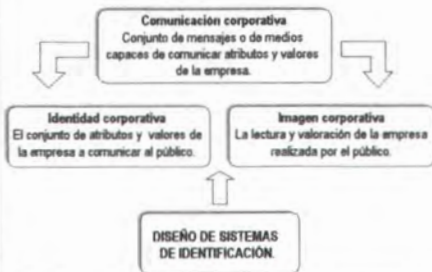 Comunicación corporativa
Conjunto de mensajes o de medios
capaces de comunicar atributos y valores
de la empresa.
Identidad corporativa
El conjunto de atributos y valores de
la empresa a comunicar al público.
Imagen corporativa
La lectura y valoración de la empresa
realizada por el público.
DISEÑO DE SISTEMAS
DE IDENTIFICACIÓN.